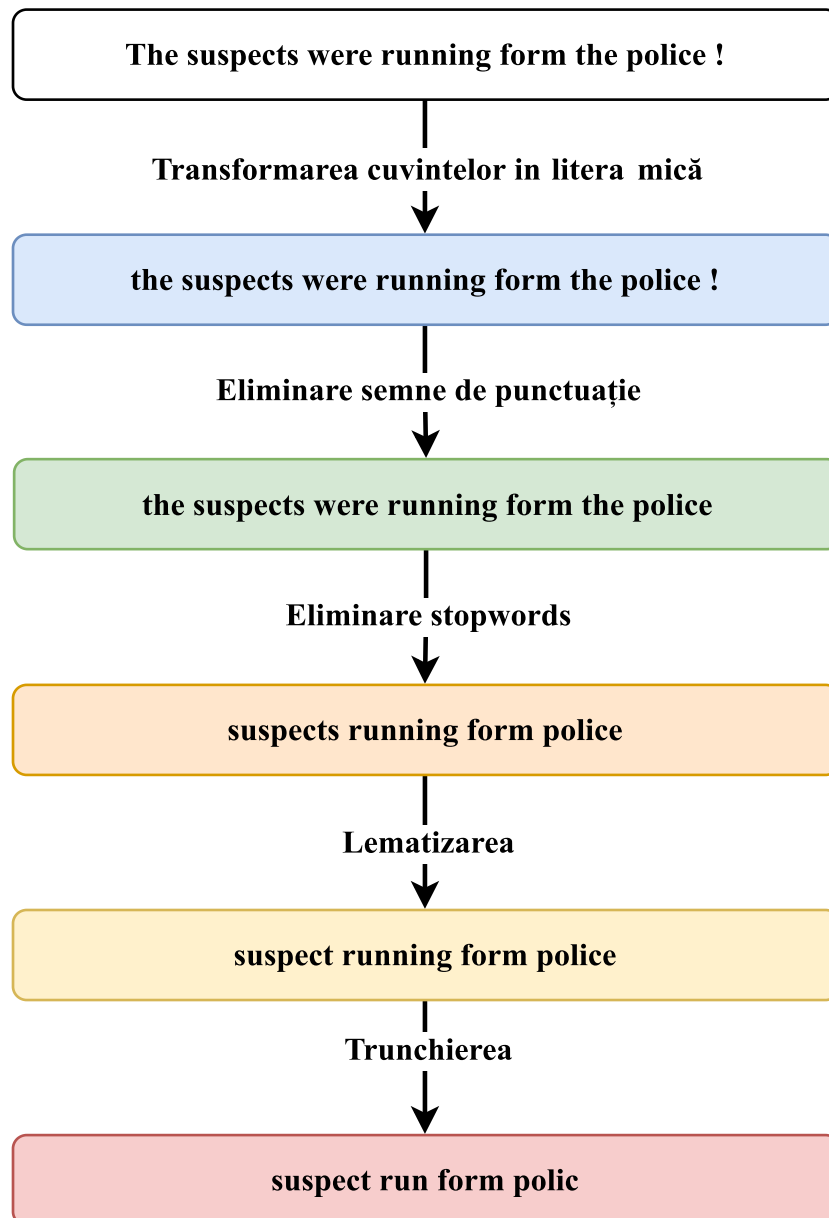 The suspects were running form the police !
Transformarea cuvintelor in litera mică
the suspects were running form the police !
Eliminare semne de punctuație
the suspects were running form the police
Eliminare stopwords
suspects running form police
Lematizarea
suspect running form police
Trunchierea
suspect run form polic